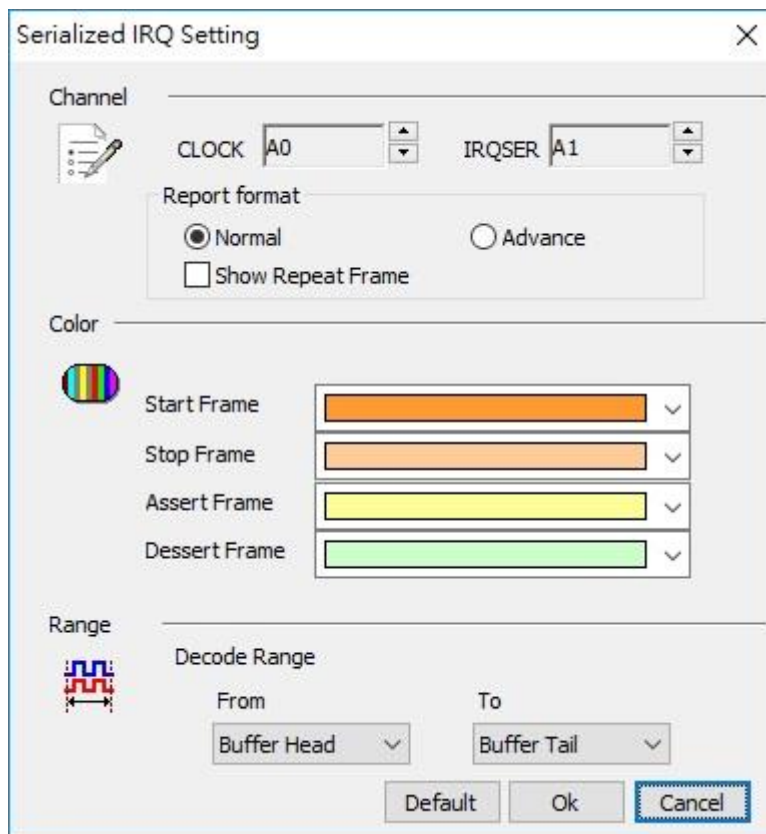 Serialized IRQ Setting
Channel
CLOCK A0 IRQSER A1
Report format
Normal Advance
Show Repeat Frame
Color
Start Frame
Stop Frame
Assert Frame
Dessert Frame
Range
Decode Range
From To
Buffer Head Buffer Tail
Default Ok Cancel